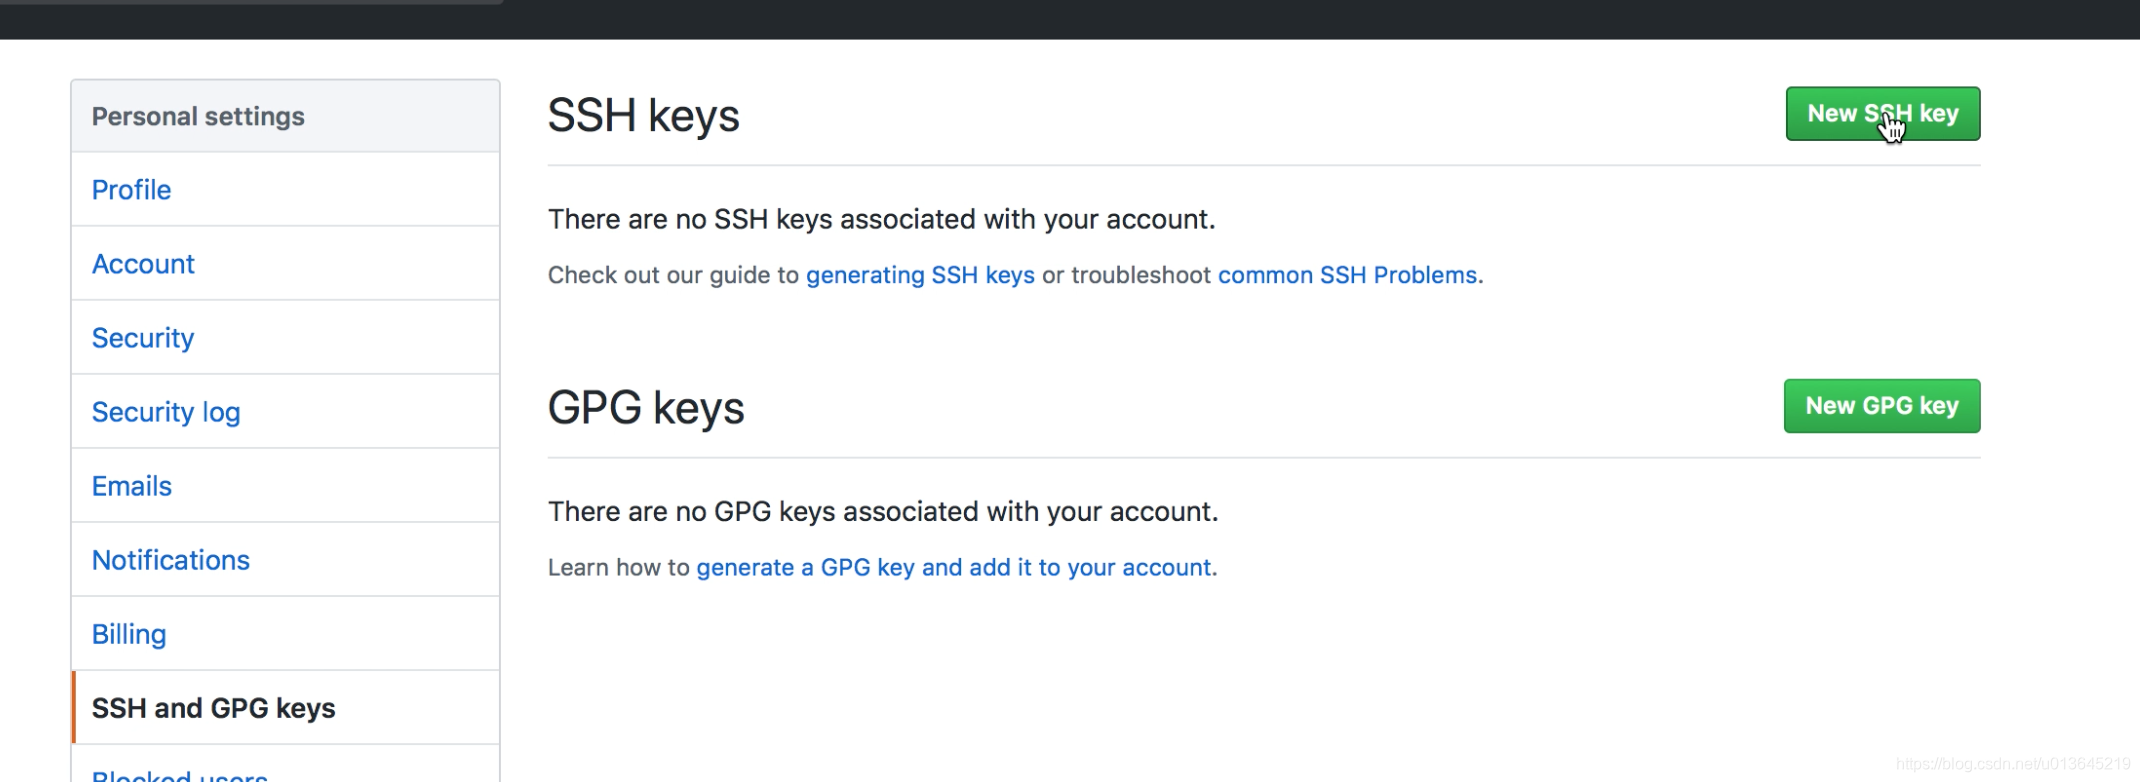 Personal settings
Profile
Account
Security
Security log
Emails
Notifications
Billing
SSH and GPG keys
Blocked users
SSH keys
New SSH key
There are no SSH keys associated with your account.
Check out our guide to generating SSH keys or troubleshoot common SSH Problems.
GPG keys
New GPG key
There are no GPG keys associated with your account.
Learn how to generate a GPG key and add it to your account.
https://blog.csdn.net/u013645219